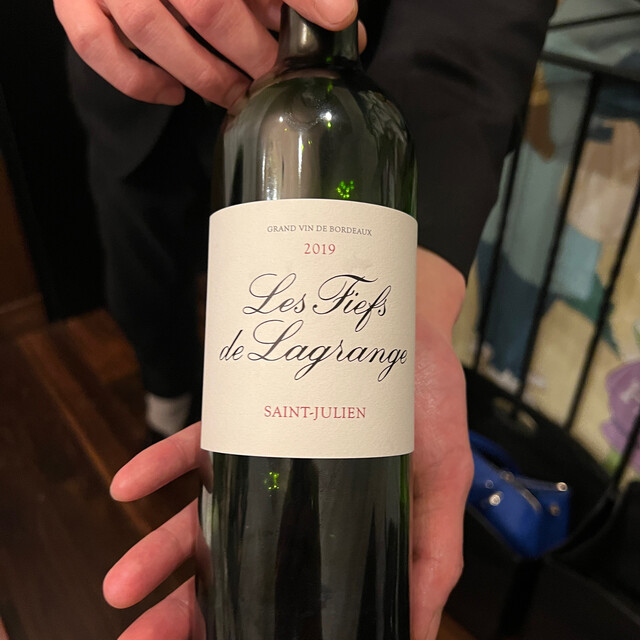 GRAND VIN DE BORDEAUX
2019
Les Fiefs
de Lagrange
SAINT-JULIEN